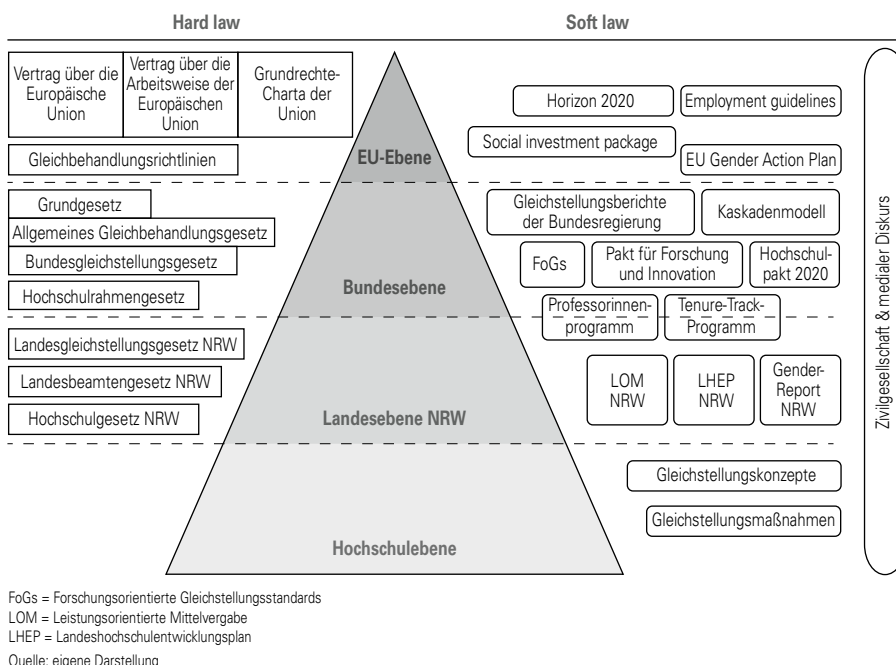 Hard law
Soft law
Vertrag über die
Europäische
Union
Vertrag über die
Arbeitsweise der
Europäischen
Union
Grundrechte-
Charta der
Union
Gleichbehandlungsrichtlinien
EU-Ebene
Horizon 2020
Employment guidelines
Social investment package
EU Gender Action Plan
Grundgesetz
Allgemeines Gleichbehandlungsgesetz
Bundesgleichstellungsgesetz
Hochschulrahmengesetz
Bundesebene
Gleichstellungsberichte
der Bundesregierung
Kaskadenmodell
FoGs
Pakt für Forschung
und Innovation
Hochschul-
pakt 2020
Professorinnen-
programm
Tenure-Track-
Programm
Landesgleichstellungsgesetz NRW
Landesbeamtengesetz NRW
Hochschulgesetz NRW
Landesebene NRW
LOM
NRW
LHEP
NRW
Gender-
Report
NRW
Hochschulebene
Gleichstellungskonzepte
Gleichstellungsmaßnahmen
Zivilgesellschaft & medialer Diskurs
FoGs = Forschungsorientierte Gleichstellungsstandards
LOM = Leistungsorientierte Mittelvergabe
LHEP = Landeshochschulentwicklungsplan
Quelle: eigene Darstellung